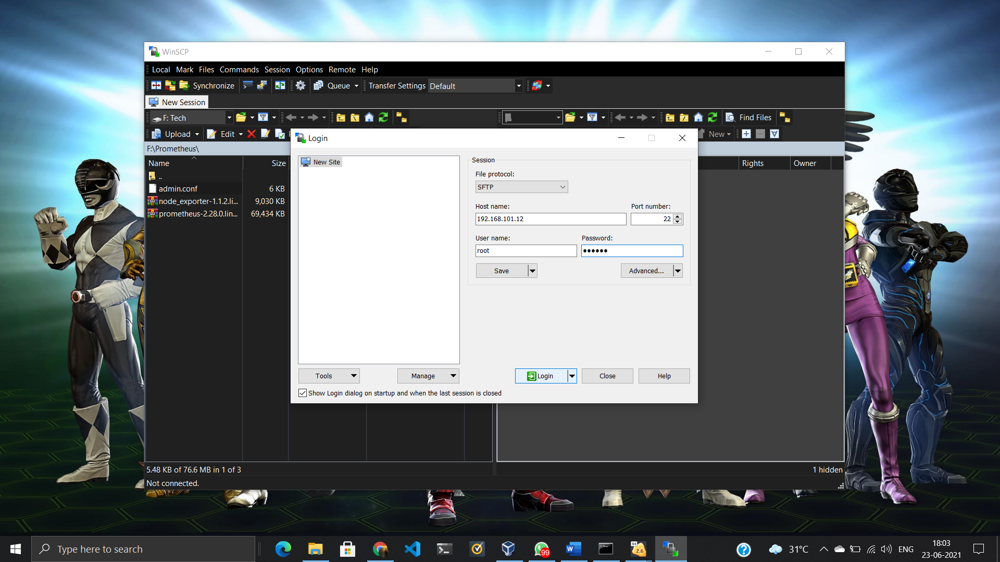 WinSCP
Local Mark Files Commands Session Options Remote Help
Synchronize Queue Transfer Settings Default
New Session
F: Tech Find Files
Upload Edit New
F:\Prometheus\
Name Size Rights Owner
..
admin.conf 6 KB
node_exporter-1.1.2.li... 9,030 KB
prometheus-2.28.0.lin... 69,434 KB
Login
New Site
Session
File protocol:
SFTP
Host name: Port number:
192.168.101.12 22
User name: Password:
root ●●●●●●
Save Advanced...
Tools Manage Login Close Help
Show Login dialog on startup and when the last session is closed
5.48 KB of 76.6 MB in 1 of 3 1 hidden
Not connected.
Type here to search
99
64
2.6
31°C ENG
18:03
23-06-2021